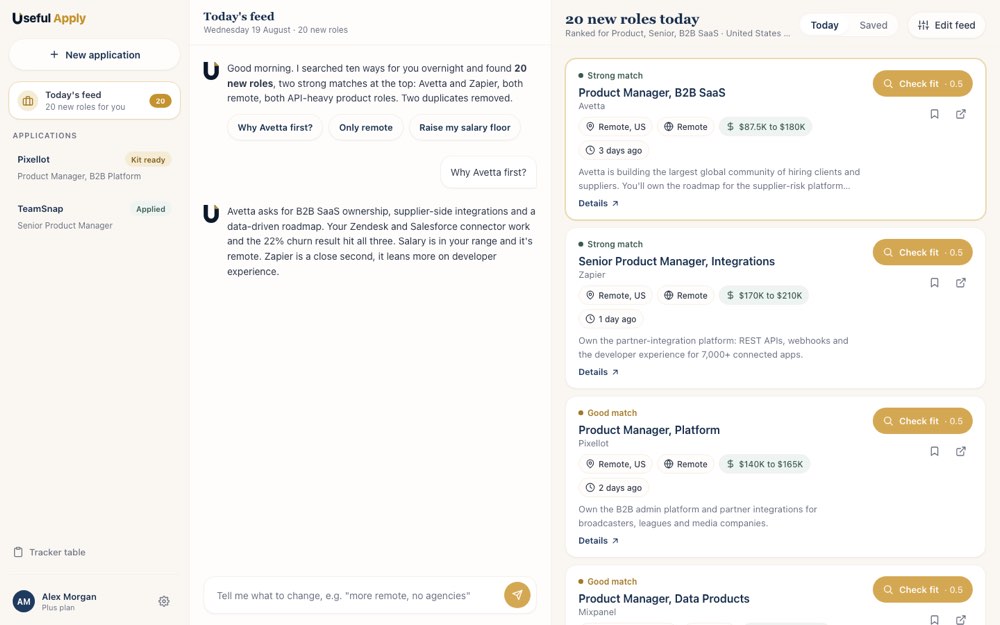 Useful Apply
New application
Today's feed
20 new roles for you
20
APPLICATIONS
Pixellot
Kit ready
Product Manager, B2B Platform
TeamSnap
Applied
Senior Product Manager
Tracker table
AM
Alex Morgan
Plus plan
Today's feed
Wednesday 19 August · 20 new roles
Good morning. I searched ten ways for you overnight and found 20
new roles, two strong matches at the top: Avetta and Zapier, both
remote, both API-heavy product roles. Two duplicates removed.
Why Avetta first?
Only remote
Raise my salary floor
Why Avetta first?
Avetta asks for B2B SaaS ownership, supplier-side integrations and a
data-driven roadmap. Your Zendesk and Salesforce connector work
and the 22% churn result hit all three. Salary is in your range and it's
remote. Zapier is a close second, it leans more on developer
experience.
Tell me what to change, e.g. "more remote, no agencies"
20 new roles today
Ranked for Product, Senior, B2B SaaS · United States ...
Today
Saved
Edit feed
Strong match
Product Manager, B2B SaaS
Avetta
Check fit · 0.5
Remote, US
Remote
$87.5K to $180K
3 days ago
Avetta is building the largest global community of hiring clients and
suppliers. You'll own the roadmap for the supplier-risk platform...
Details ↗
Strong match
Senior Product Manager, Integrations
Zapier
Check fit · 0.5
Remote, US
Remote
$170K to $210K
1 day ago
Own the partner-integration platform: REST APIs, webhooks and
the developer experience for 7,000+ connected apps.
Details ↗
Good match
Product Manager, Platform
Pixellot
Check fit · 0.5
Remote, US
Remote
$140K to $165K
2 days ago
Own the B2B admin platform and partner integrations for
broadcasters, leagues and media companies.
Details ↗
Good match
Product Manager, Data Products
Mixpanel
Check fit · 0.5